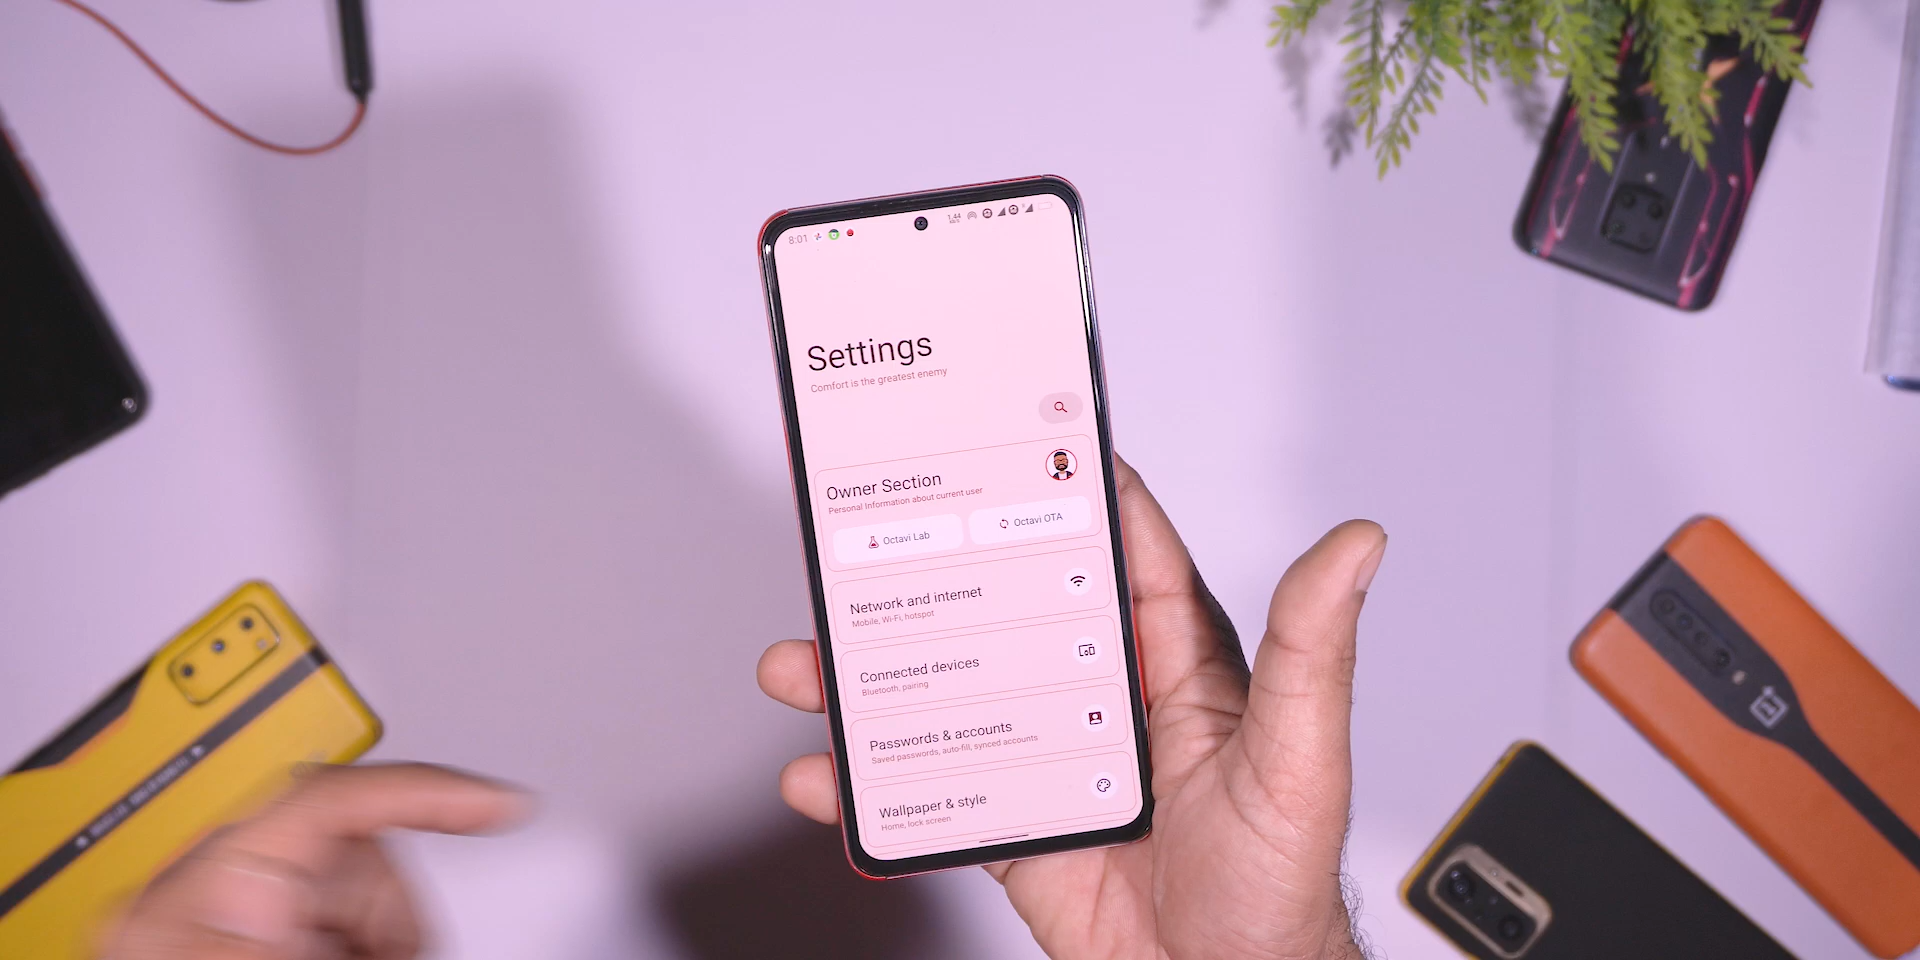 8:01
1.44
Settings
Comfort is the greatest enemy
Owner Section
Personal Information about current user
Octavi Lab
Octavi OTA
Network and internet
Mobile, Wi-Fi, hotspot
Connected devices
Bluetooth, pairing
Passwords & accounts
Saved passwords, auto-fill, synced accounts
Wallpaper & style
Home, lock screen